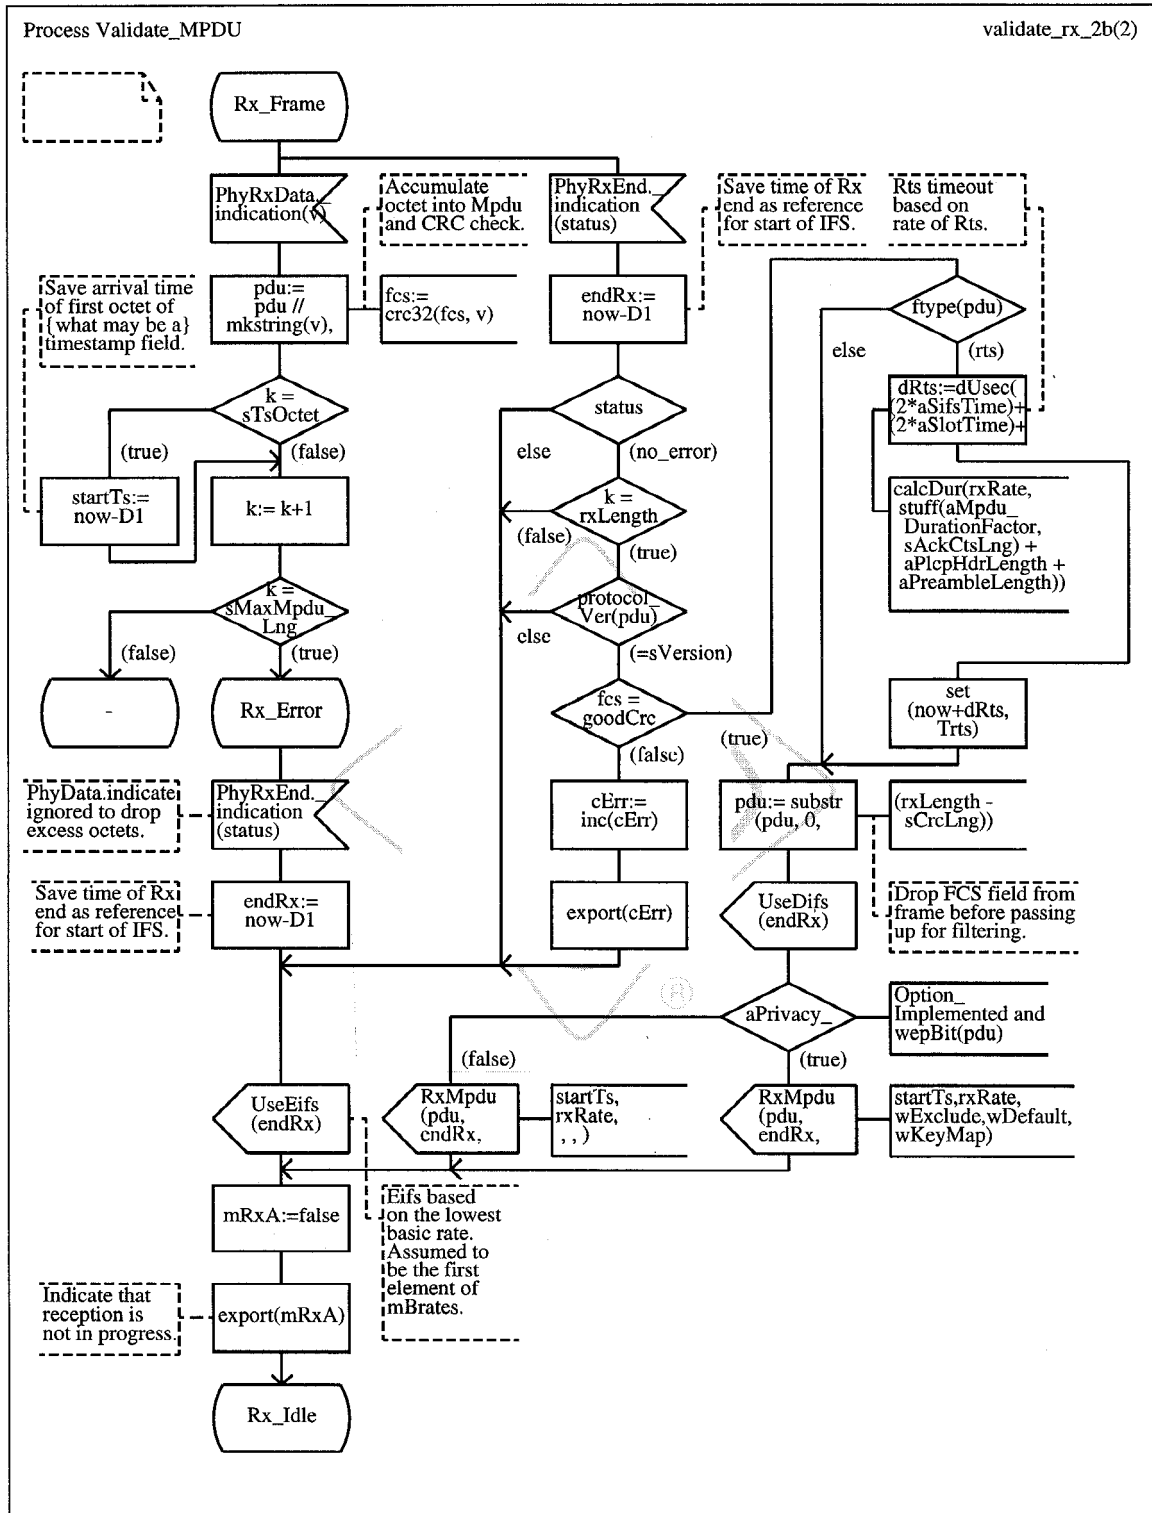 Process Validate_MPDU
validate_rx_2b(2)
Rx_Frame
PhyRxData._
indication(v)
Accumulate
octet into Mpdu
and CRC check.
PhyRxEnd._
indication
(status)
Save time of Rx
end as reference
for start of IFS.
Rts timeout
based on
rate of Rts.
Save arrival time
of first octet of
{what may be a}
timestamp field.
pdu:=
pdu //
mkstring(v),
fcs:=
crc32(fcs, v)
endRx:=
now-D1
ftype(pdu)
else
(rts)
k =
sTsOctet
(true)
(false)
status
else
(no_error)
dRts:=dUsec(
(2*aSifsTime)+
(2*aSlotTime)+
startTs:=
now-D1
k:= k+1
k =
rxLength
(false)
(true)
calcDur(rxRate,
stuff(aMpdu_
DurationFactor,
sAckCtsLng) +
aPlcpHdrLength +
aPreambleLength))
k =
sMaxMpdu_
Lng
(false)
(true)
protocol_
Ver(pdu)
else
(=sVersion)
-
Rx_Error
fcs =
goodCrc
(false)
(true)
set
(now+dRts,
Trts)
PhyData.indicate
ignored to drop
excess octets.
PhyRxEnd._
indication
(status)
cErr:=
inc(cErr)
pdu:= substr
(pdu, 0,
(rxLength -
sCrcLng))
Save time of Rx
end as reference
for start of IFS.
endRx:=
now-D1
export(cErr)
UseDifs
(endRx)
Drop FCS field from
frame before passing
up for filtering.
®
aPrivacy_
Option_
Implemented and
wepBit(pdu)
(false)
(true)
UseEifs
(endRx)
RxMpdu
(pdu,
endRx,
startTs,
rxRate,
, , )
RxMpdu
(pdu,
endRx,
startTs,rxRate,
wExclude,wDefault,
wKeyMap)
mRxA:=false
Eifs based
on the lowest
basic rate.
Assumed to
be the first
element of
mBrates.
Indicate that
reception is
not in progress.
export(mRxA)
Rx_Idle